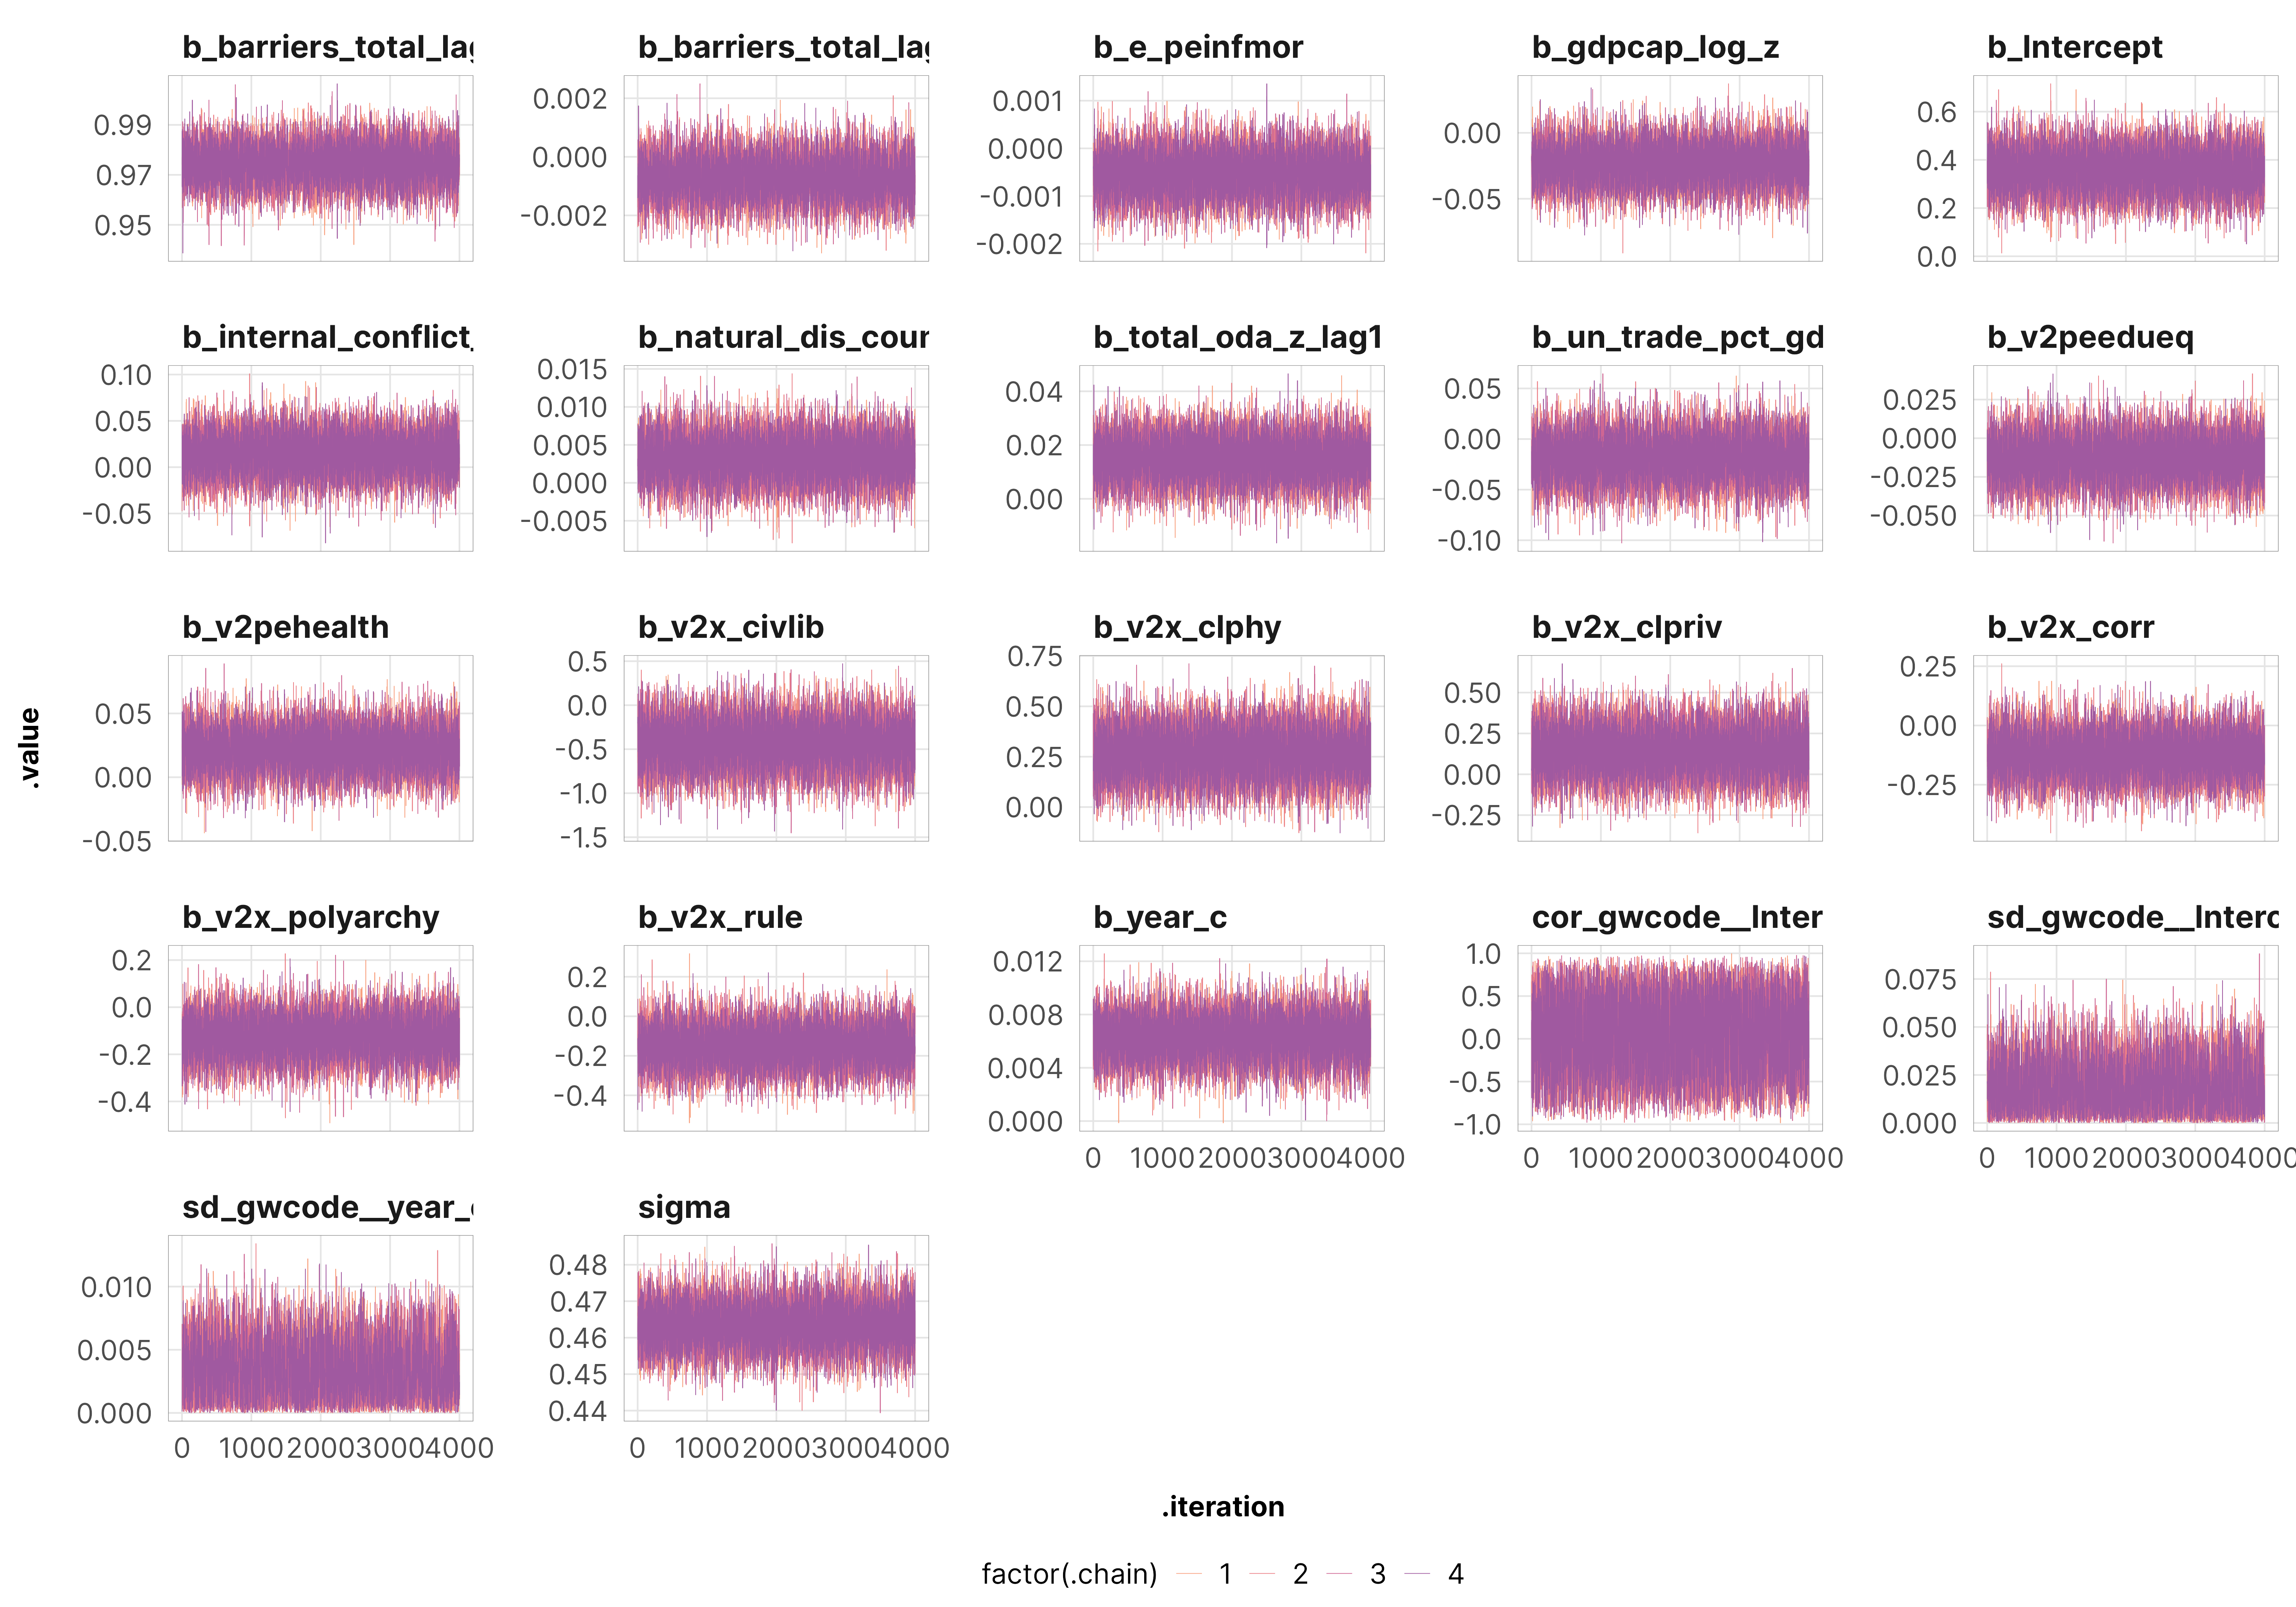 b_barriers_total_lag
b_barriers_total_lag
b_e_peinfmor
b_gdpcap_log_z
b_Intercept
0.99
0.97
0.95
0.002
0.000
-0.002
0.001
0.000
-0.001
-0.002
0.00
-0.05
0.6
0.4
0.2
0.0
b_internal_conflict_
b_natural_dis_coun
b_total_oda_z_lag1
b_un_trade_pct_gd
b_v2peedueq
0.10
0.05
0.00
-0.05
0.015
0.010
0.005
0.000
-0.005
0.04
0.02
0.00
0.05
0.00
-0.05
-0.10
0.025
0.000
-0.025
-0.050
b_v2pehealth
b_v2x_civlib
b_v2x_clphy
b_v2x_clpriv
b_v2x_corr
0.05
0.00
-0.05
0.5
0.0
-0.5
-1.0
-1.5
0.75
0.50
0.25
0.00
0.50
0.25
0.00
-0.25
0.25
0.00
-0.25
.value
b_v2x_polyarchy
b_v2x_rule
b_year_c
cor_gwcode__Inter
sd_gwcode__Interc
0.2
0.0
-0.2
-0.4
0.2
0.0
-0.2
-0.4
0.012
0.008
0.004
0.000
1.0
0.5
0.0
-0.5
-1.0
0.075
0.050
0.025
0.000
0 1000 2000 3000 4000
0 1000 2000 3000 4000
0 1000 2000 3000 4000
sd_gwcode__year_c
sigma
0.010
0.005
0.000
0.48
0.47
0.46
0.45
0.44
0 1000 2000 3000 4000
0 1000 2000 3000 4000
.iteration
factor(.chain) 1 2 3 4